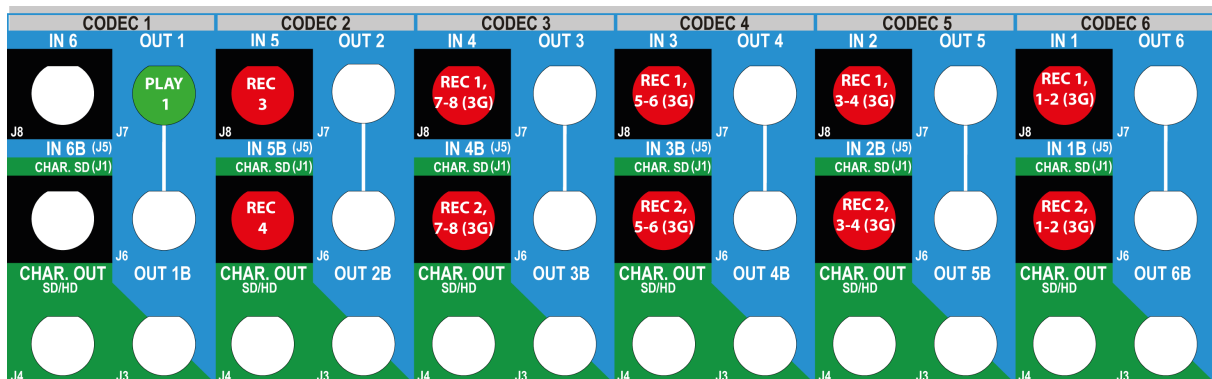 CODEC 1 CODEC 2 CODEC 3 CODEC 4 CODEC 5 CODEC 6
IN 6 OUT 1 IN 5 OUT 2 IN 4 OUT 3 IN 3 OUT 4 IN 2 OUT 5 IN 1 OUT 6
PLAY REC REC 1, REC 1, REC 1, REC 1,
1 3 7-8 (3G) 5-6 (3G) 3-4 (3G) 1-2 (3G)
J8 J7 J8 J7 J8 J7 J8 J7 J8 J7 J8 J7
IN 6B (J5) IN 5B (J5) IN 4B (J5) IN 3B (J5) IN 2B (J5) IN 1B (J5)
CHAR. SD (J1) CHAR. SD (J1) CHAR. SD (J1) CHAR. SD (J1) CHAR. SD (J1) CHAR. SD (J1)
REC REC 2, REC 2, REC 2, REC 2,
4 7-8 (3G) 5-6 (3G) 3-4 (3G) 1-2 (3G)
J6 J6 J6 J6 J6 J6
CHAR. OUT OUT 1B CHAR. OUT OUT 2B CHAR. OUT OUT 3B CHAR. OUT OUT 4B CHAR. OUT OUT 5B CHAR. OUT OUT 6B
SD/HD SD/HD SD/HD SD/HD SD/HD SD/HD
J4 J3 J4 J3 J4 J3 J4 J3 J4 J3 J4 J3